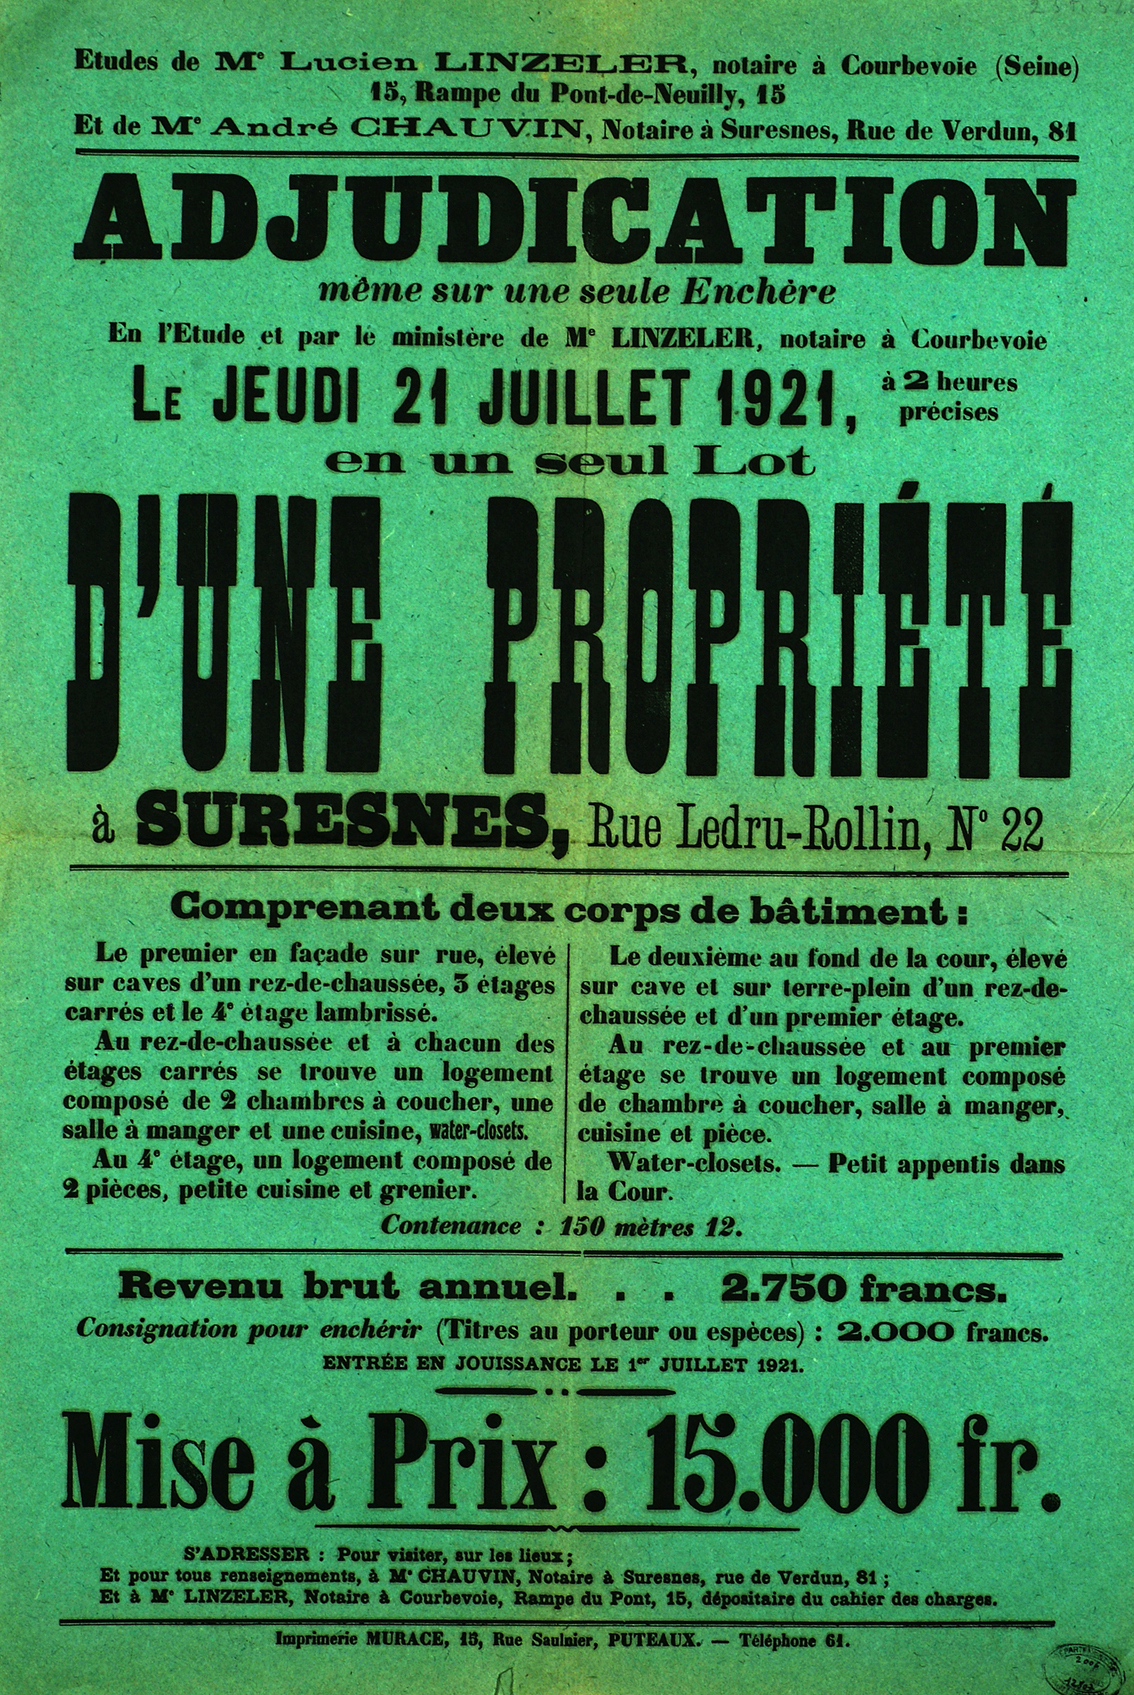 Etudes de Me Lucien LINZELER, notaire à Courbevoie (Seine)
15, Rampe du Pont-de-Neuilly, 15
Et de Me André CHAUVIN, Notaire à Suresnes, Rue de Verdun, 81
ADJUDICATION
même sur une seule Enchère
En l'Etude et par le ministère de Me LINZELER, notaire à Courbevoie
LE JEUDI 21 JUILLET 1921, à 2 heures
précises
en un seul Lot
D'UNE PROPRIÉTÉ
à SURESNES, Rue Ledru-Rollin, N° 22
Comprenant deux corps de bâtiment :
Le premier en façade sur rue, élevé
sur caves d'un rez-de-chaussée, 3 étages
carrés et le 4e étage lambrissé.
Au rez-de-chaussée et à chacun des
étages carrés se trouve un logement
composé de 2 chambres à coucher, une
salle à manger et une cuisine, water-closets.
Au 4e étage, un logement composé de
2 pièces, petite cuisine et grenier.
Le deuxième au fond de la cour, élevé
sur cave et sur terre-plein d'un rez-de-
chaussée et d'un premier étage.
Au rez-de-chaussée et au premier
étage se trouve un logement composé
de chambre à coucher, salle à manger,
cuisine et pièce.
Water-closets. — Petit appentis dans
la Cour.
Contenance : 150 mètres 12.
Revenu brut annuel. . . 2.750 francs.
Consignation pour enchérir (Titres au porteur ou espèces) : 2.000 francs.
ENTRÉE EN JOUISSANCE LE 1er JUILLET 1921.
Mise à Prix : 15.000 fr.
S'ADRESSER : Pour visiter, sur les lieux ;
Et pour tous renseignements, à Me CHAUVIN, Notaire à Suresnes, rue de Verdun, 81 ;
Et à Me LINZELER, Notaire à Courbevoie, Rampe du Pont, 15, dépositaire du cahier des charges.
Imprimerie MURACE, 15, Rue Saulnier, PUTEAUX. — Téléphone 61.